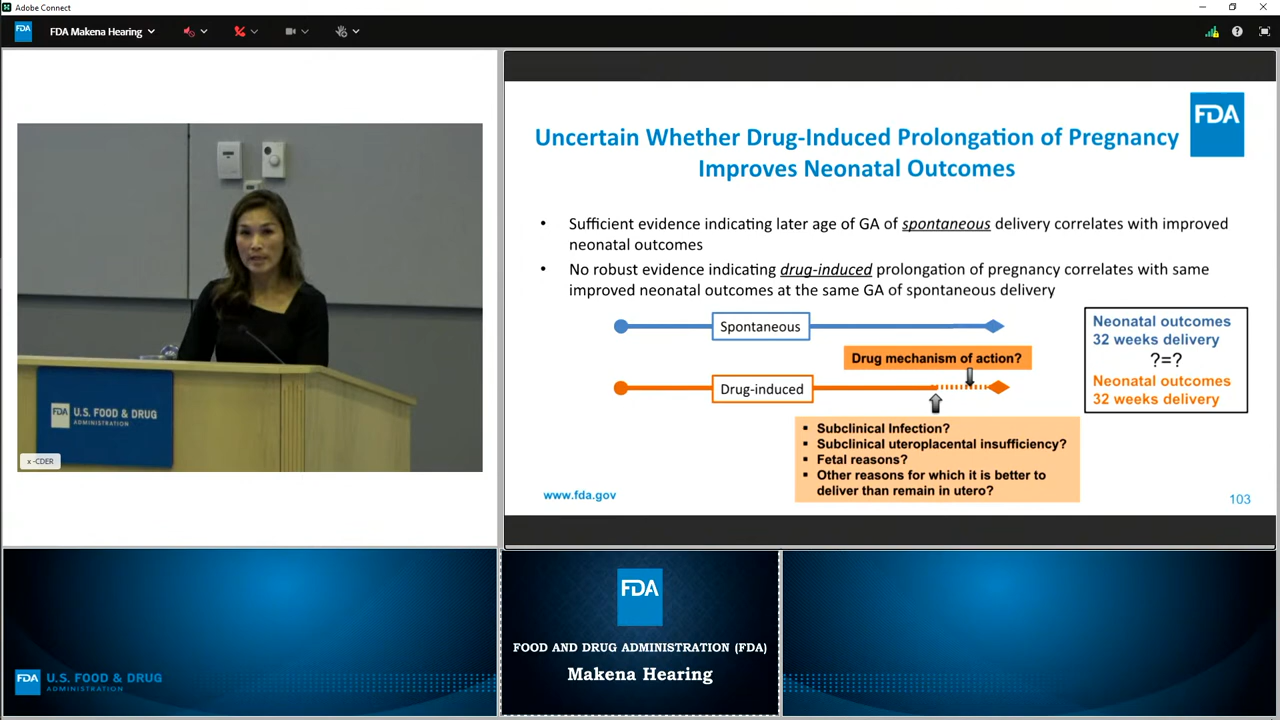 Adobe Connect
FDA
FDA Makena Hearing
FDA
Uncertain Whether Drug-Induced Prolongation of Pregnancy
Improves Neonatal Outcomes
• Sufficient evidence indicating later age of GA of spontaneous delivery correlates with improved
neonatal outcomes
• No robust evidence indicating drug-induced prolongation of pregnancy correlates with same
improved neonatal outcomes at the same GA of spontaneous delivery
Spontaneous
Drug mechanism of action?
Drug-induced
Neonatal outcomes
32 weeks delivery
?=?
Neonatal outcomes
32 weeks delivery
▪ Subclinical Infection?
▪ Subclinical uteroplacental insufficiency?
▪ Fetal reasons?
▪ Other reasons for which it is better to
deliver than remain in utero?
www.fda.gov
103
FDA U.S. FOOD & DRUG
ADMINISTRATION
x -CDER
FDA U.S. FOOD & DRUG
ADMINISTRATION
FDA
FOOD AND DRUG ADMINISTRATION (FDA)
Makena Hearing